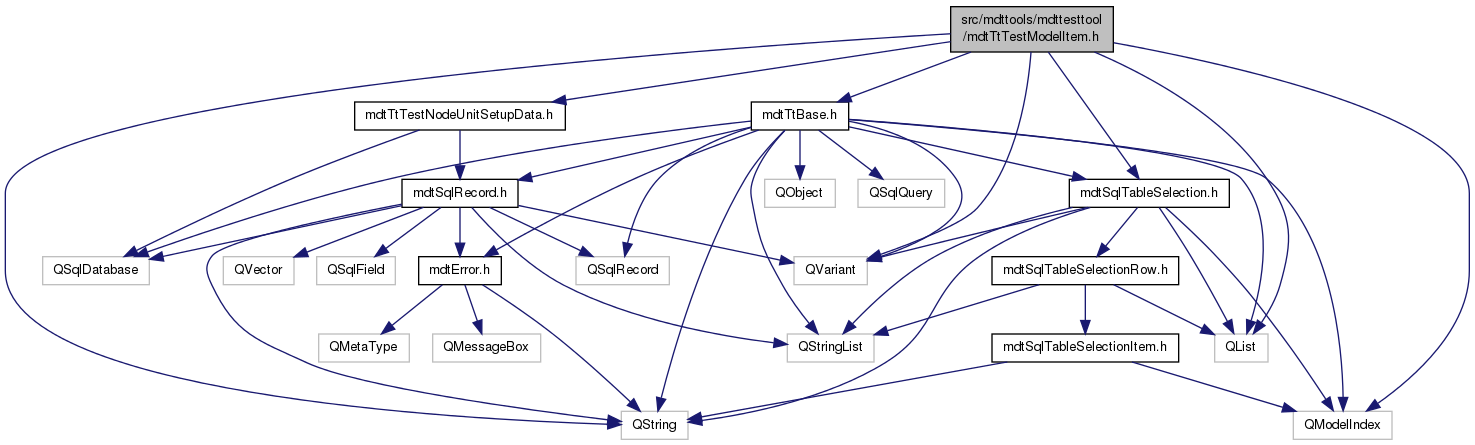 src/mdttools/mdttesttool
/mdtTtTestModelItem.h
mdtTtTestNodeUnitSetupData.h
mdtTtBase.h
mdtSqlRecord.h
QObject
QSqlQuery
mdtSqlTableSelection.h
QSqlDatabase
QVector
QSqlField
mdtError.h
QSqlRecord
QVariant
mdtSqlTableSelectionRow.h
QMetaType
QMessageBox
QStringList
mdtSqlTableSelectionItem.h
QList
QString
QModelIndex